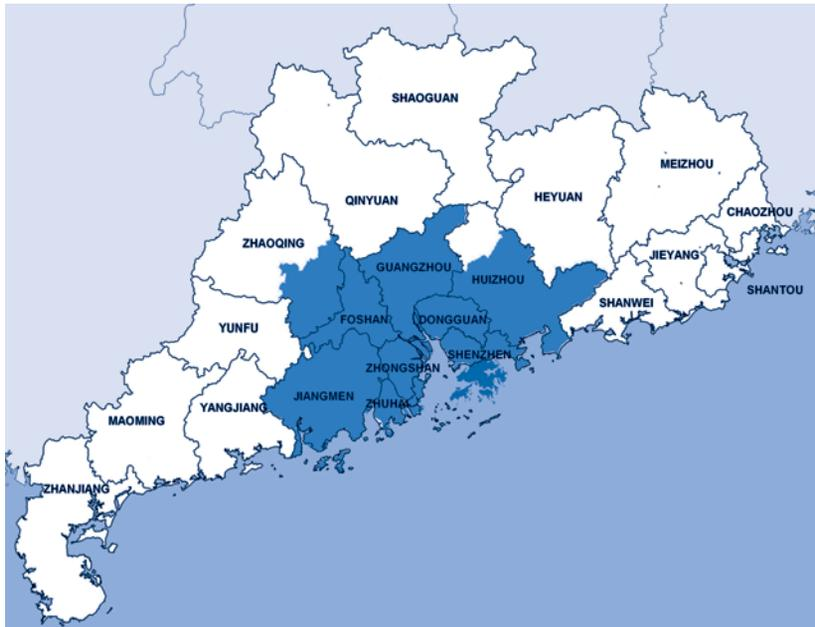 SHAOGUAN
MEIZHOU
QINYUAN
HEYUAN
CHAOZHOU
ZHAOQING
JIEYANG
GUANGZHOU
HUIZHOU
SHANTOU
SHANWEI
FOSHAN
DONGGUAN
YUNFU
SHENZHEN
ZHONGSHAN
JIANGMEN
ZHUHAI
YANGJIANG
MAOMING
ZHANJIANG